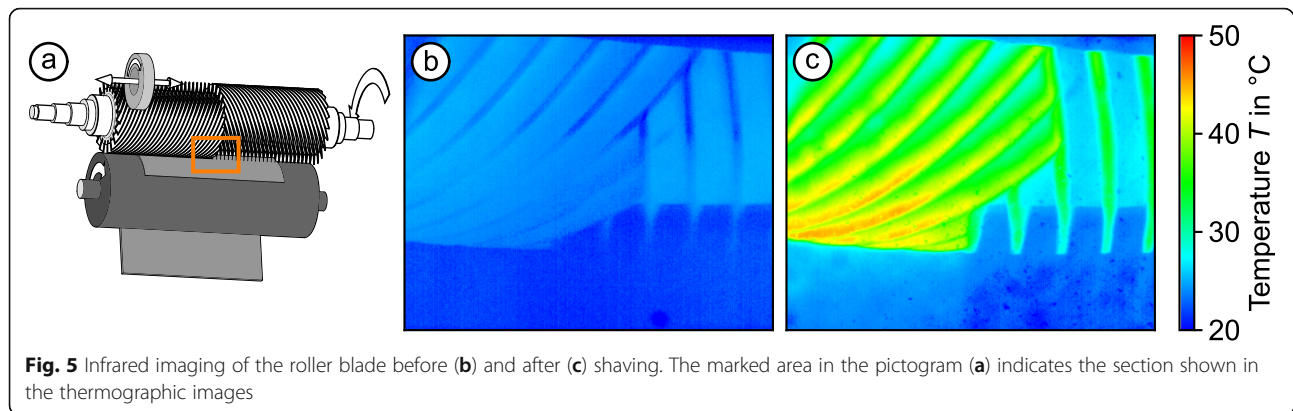 a
b
c
50
40
30
20
Temperature T in °C
Fig. 5 Infrared imaging of the roller blade before (b) and after (c) shaving. The marked area in the pictogram (a) indicates the section shown in
the thermographic images